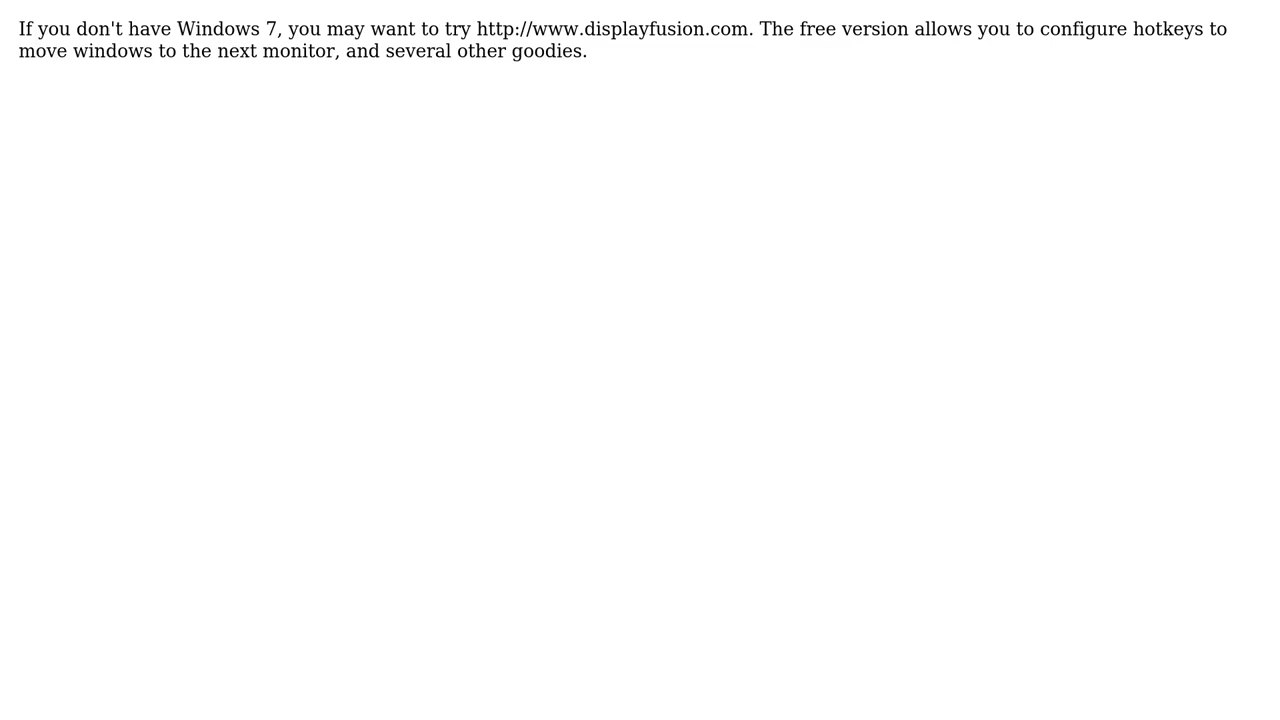 If you don't have Windows 7, you may want to try http://www.displayfusion.com. The free version allows you to configure hotkeys to
move windows to the next monitor, and several other goodies.